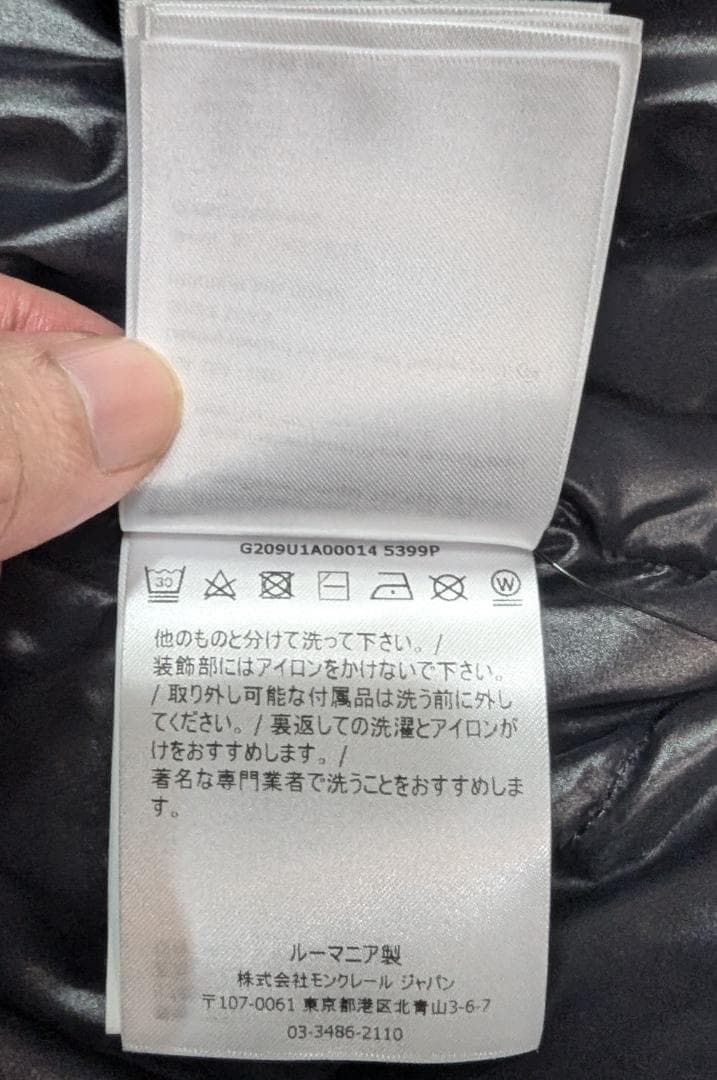 G209U1A00014 5399P
30
W
他のものと分けて洗って下さい。/
装飾部にはアイロンをかけないで下さい。
/ 取り外し可能な付属品は洗う前に外し
てください。/ 裏返しての洗濯とアイロンが
けをおすすめします。/
著名な専門業者で洗うことをおすすめしま
す。
ルーマニア製
株式会社モンクレール ジャパン
〒107-0061 東京都港区北青山3-6-7
03-3486-2110